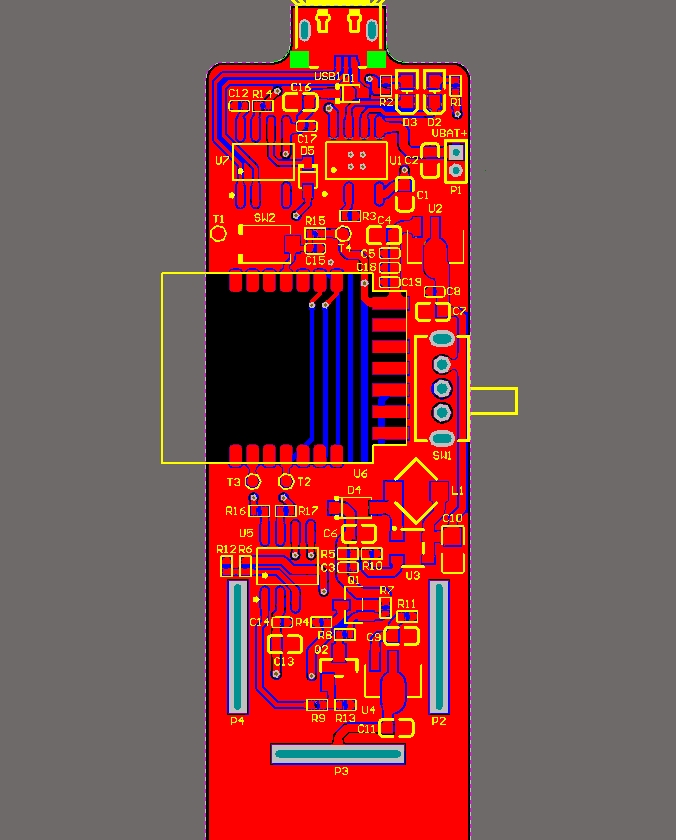 USB1 D1
C16
C12 R14
R2 R1
D3 D2
C17
VBAT+
D5
U7 U1 C2
P1
C1
T1 SW2 R15 R3 C4 U2
T4
C5
C15
C18
C19
C8
C7
SW1
U6
T3 T2 D4 L1
R16 R17
C10
U5 C6
R12 R6 R5
R10
C3 U3
Q1
R7
R11
C14 R4
R8 C9
Q2
C13
U4
P4 R9 R13 P2
C11
P3